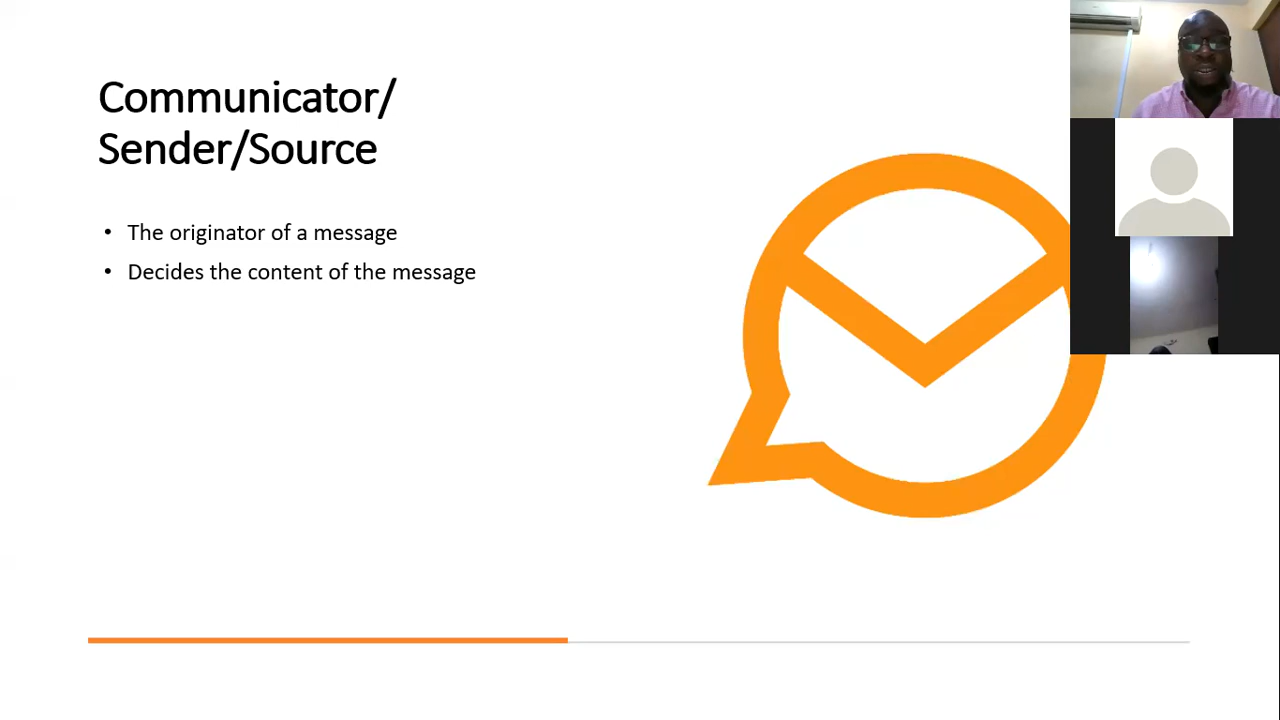 Communicator/
Sender/Source
• The originator of a message
• Decides the content of the message